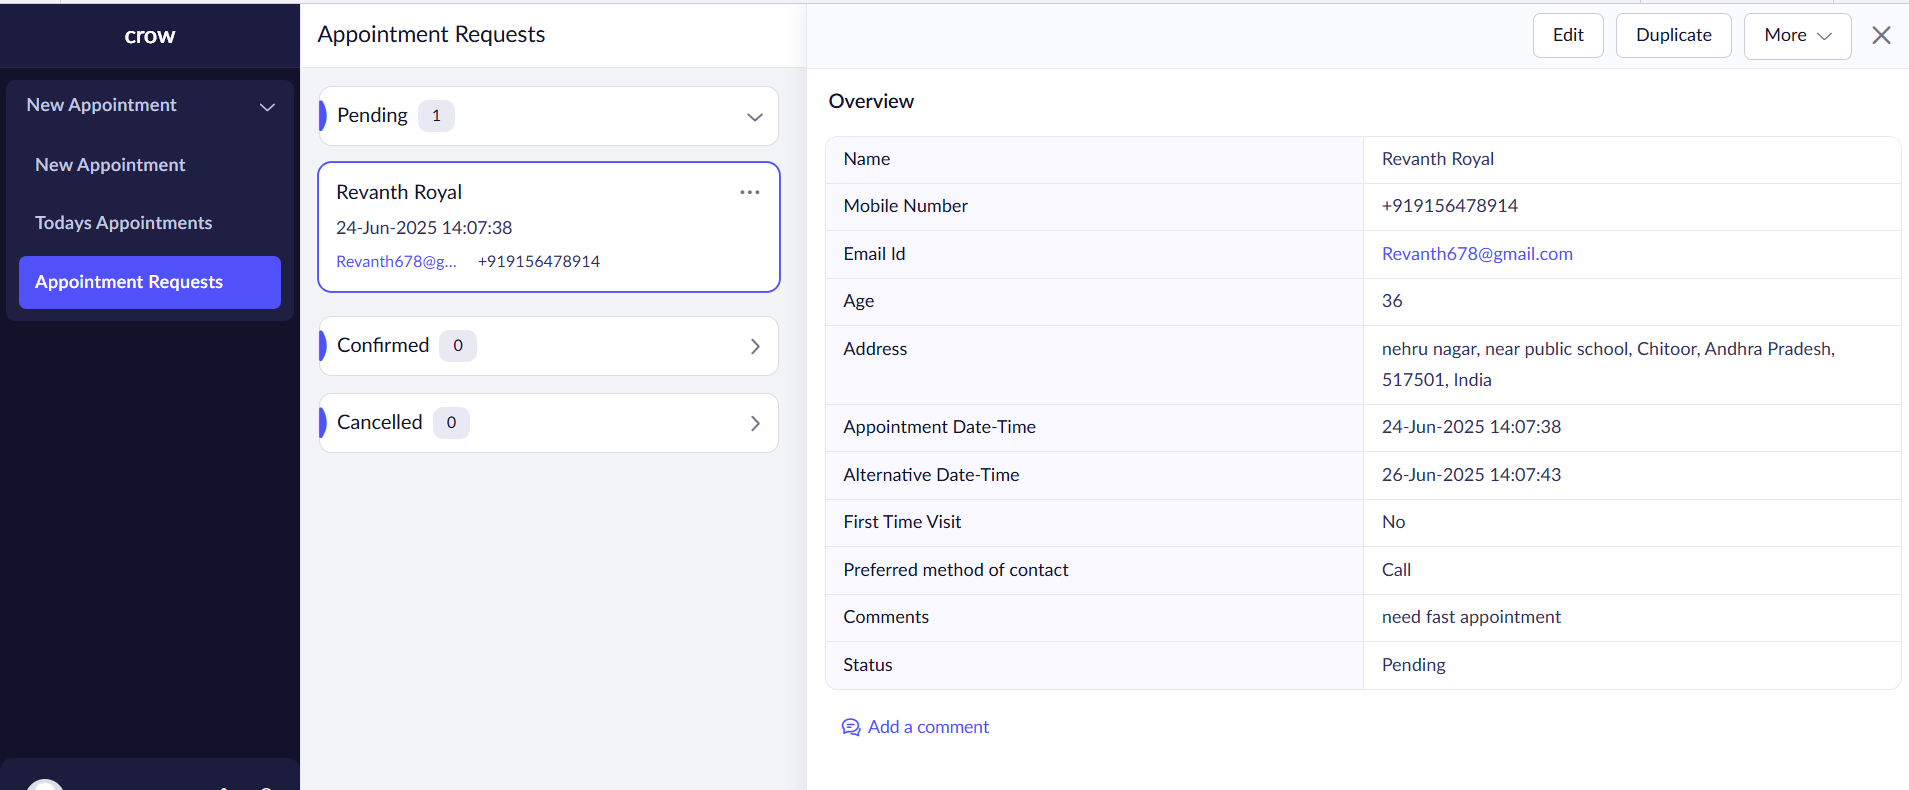 crow
New Appointment
New Appointment
Todays Appointments
Appointment Requests
Appointment Requests
Pending 1
Revanth Royal
24-Jun-2025 14:07:38
Revanth678@g... +919156478914
Confirmed 0
Cancelled 0
Edit Duplicate More
Overview
Name Revanth Royal
Mobile Number +919156478914
Email Id Revanth678@gmail.com
Age 36
Address nehru nagar, near public school, Chitoor, Andhra Pradesh,
517501, India
Appointment Date-Time 24-Jun-2025 14:07:38
Alternative Date-Time 26-Jun-2025 14:07:43
First Time Visit No
Preferred method of contact Call
Comments need fast appointment
Status Pending
Add a comment